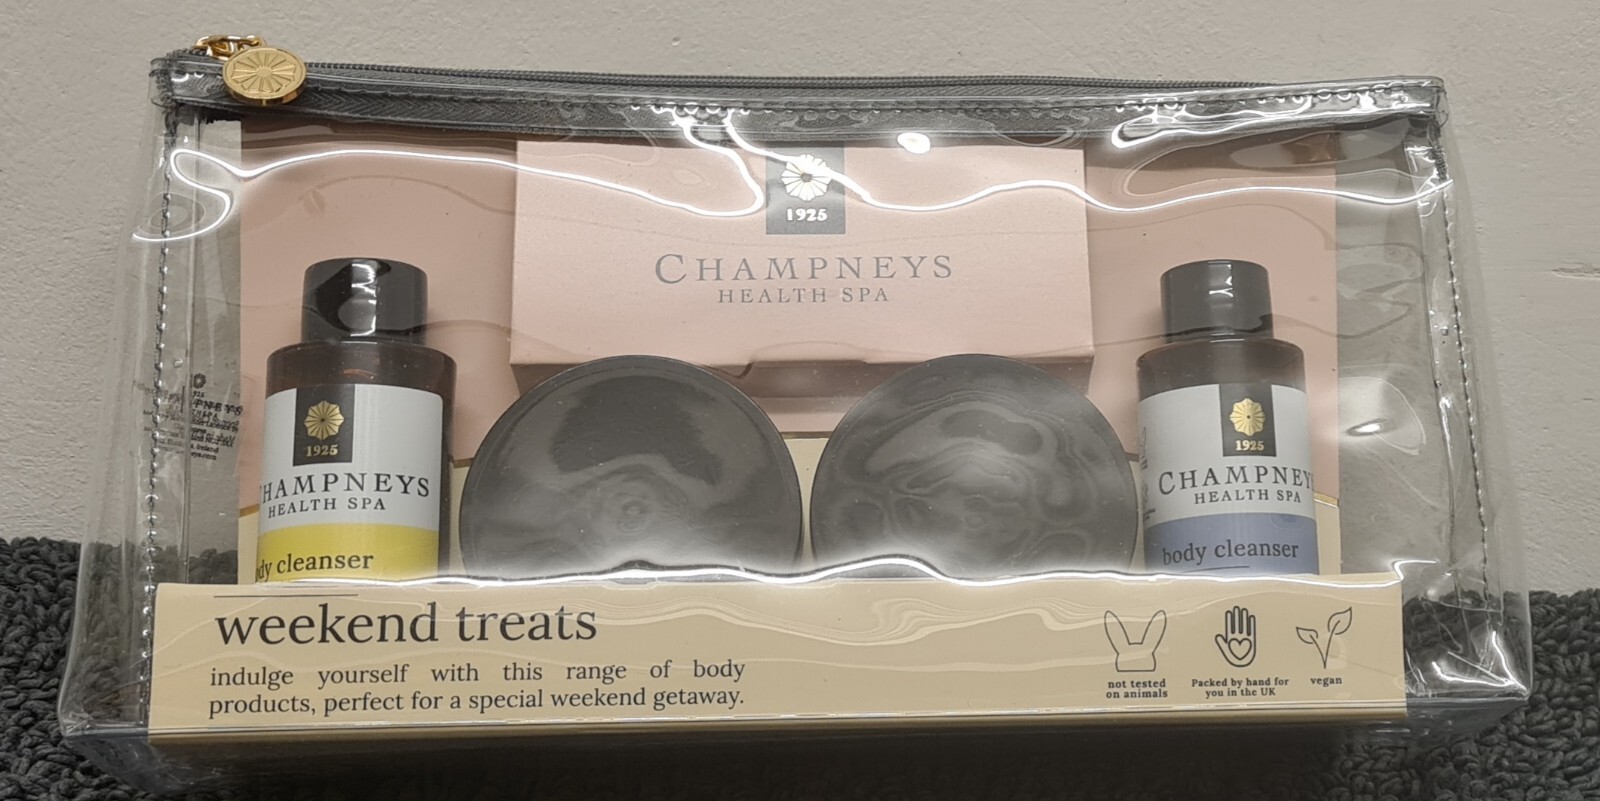 1925
CHAMPNEYS
HEALTH SPA
1925
CHAMPNEYS
HEALTH SPA
cleanser
1925
CHAMPNEYS
HEALTH SPA
body cleanser
weekend treats
indulge yourself with this range of body
products, perfect for a special weekend getaway.
not tested
on animals
Packed by hand for
you in the UK
vegan